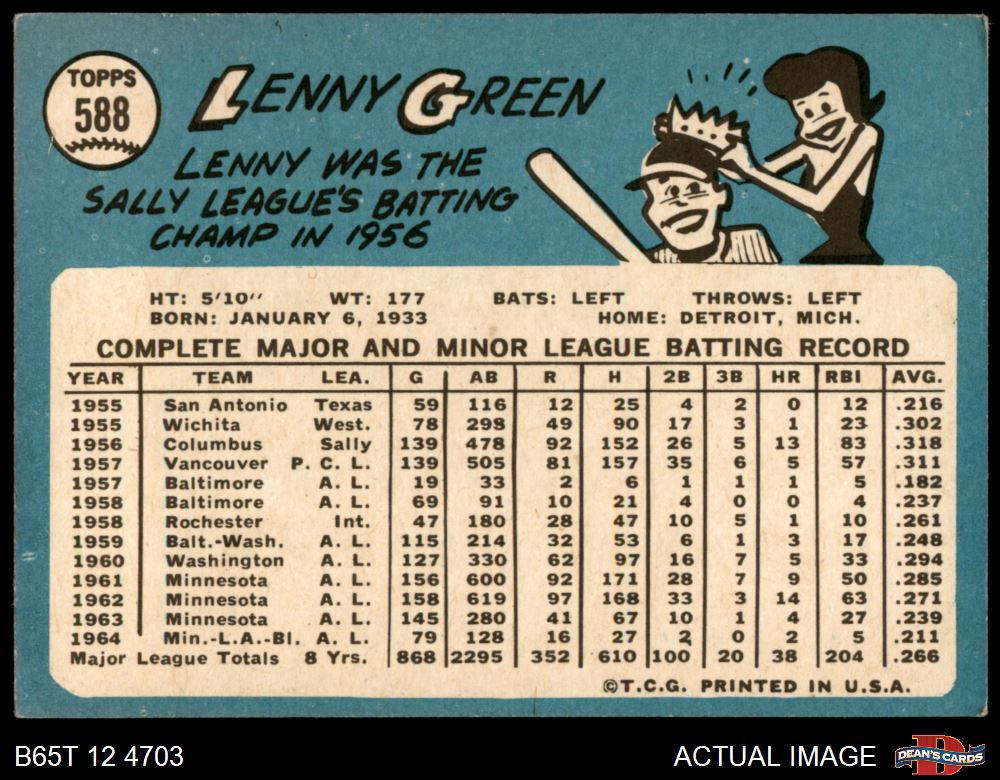 TOPPS
588
LENNY GREEN
LENNY WAS THE
SALLY LEAGUE'S BATTING
CHAMP IN 1956
HT: 5'10" WT: 177 BATS: LEFT THROWS: LEFT
BORN: JANUARY 6, 1933 HOME: DETROIT, MICH.
COMPLETE MAJOR AND MINOR LEAGUE BATTING RECORD
YEAR TEAM LEA. G AB R H 2B 3B HR RBI AVG.
1955 San Antonio Texas 59 116 12 25 4 2 0 12 .216
1955 Wichita West. 78 298 49 90 17 3 1 23 .302
1956 Columbus Sally 139 478 92 152 26 5 13 83 .318
1957 Vancouver P. C. L. 139 505 81 157 35 6 5 57 .311
1957 Baltimore A. L. 19 33 2 6 1 1 1 5 .182
1958 Baltimore A. L. 69 91 10 21 4 0 0 4 .237
1958 Rochester Int. 47 180 28 47 10 5 1 10 .261
1959 Balt.-Wash. A. L. 115 214 32 53 6 1 3 17 .248
1960 Washington A. L. 127 330 62 97 16 7 5 33 .294
1961 Minnesota A. L. 156 600 92 171 28 7 9 50 .285
1962 Minnesota A. L. 158 619 97 168 33 3 14 63 .271
1963 Minnesota A. L. 145 280 41 67 10 1 4 27 .239
1964 Min.-L.A.-Bl. A. L. 79 128 16 27 2 0 2 5 .211
Major League Totals 8 Yrs. 868 2295 352 610 100 20 38 204 .266
©T.C.G. PRINTED IN U.S.A.
B65T 12 4703 ACTUAL IMAGE DEAN'S CARDS